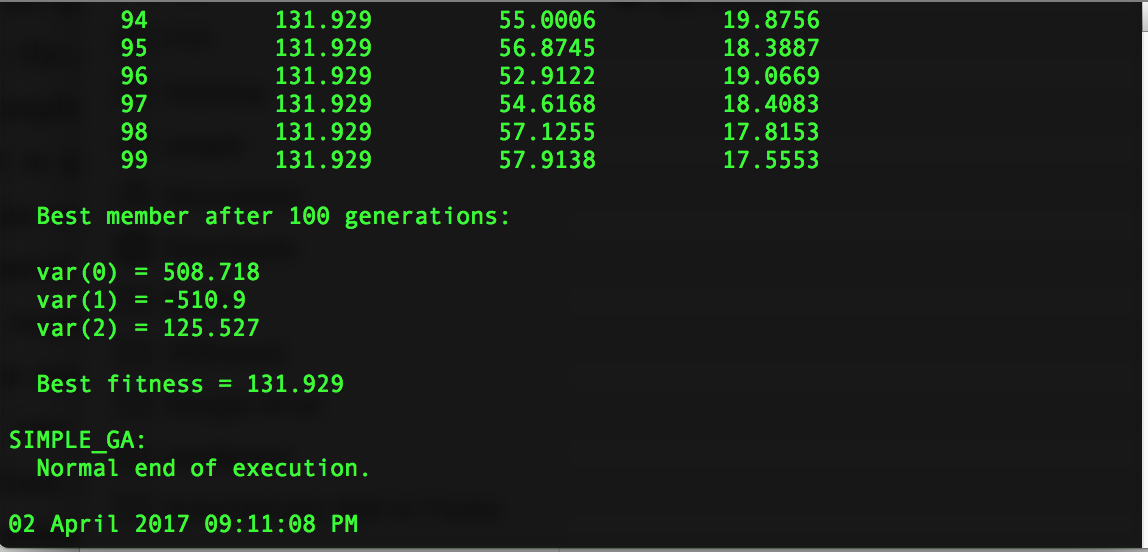 94 131.929 55.0006 19.8756
95 131.929 56.8745 18.3887
96 131.929 52.9122 19.0669
97 131.929 54.6168 18.4083
98 131.929 57.1255 17.8153
99 131.929 57.9138 17.5553
Best member after 100 generations:
var(0) = 508.718
var(1) = -510.9
var(2) = 125.527
Best fitness = 131.929
SIMPLE_GA:
Normal end of execution.
02 April 2017 09:11:08 PM